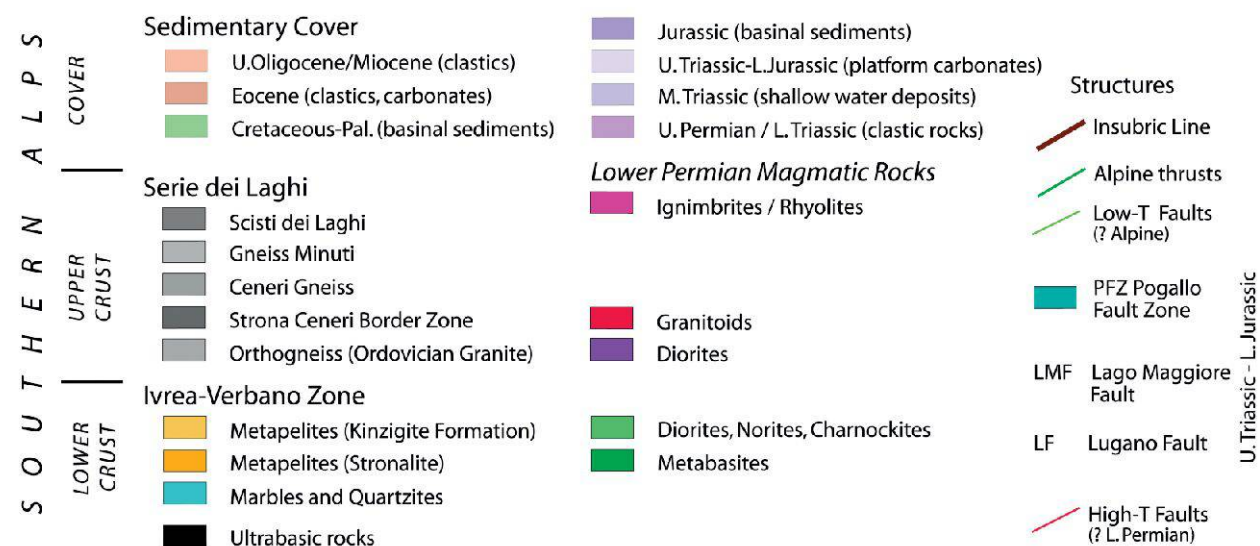 SOUTHERN ALPS
COVER
Sedimentary Cover
U.Oligocene/Miocene (clastics)
Eocene (clastics, carbonates)
Cretaceous-Pal. (basinal sediments)
Jurassic (basinal sediments)
U.Triassic-L.Jurassic (platform carbonates)
M.Triassic (shallow water deposits)
U. Permian / L.Triassic (clastic rocks)
UPPER
CRUST
Serie dei Laghi
Scisti dei Laghi
Gneiss Minuti
Ceneri Gneiss
Strona Ceneri Border Zone
Orthogneiss (Ordovician Granite)
Lower Permian Magmatic Rocks
Ignimbrites / Rhyolites
Granitoids
Diorites
LOWER
CRUST
Ivrea-Verbano Zone
Metapelites (Kinzigite Formation)
Metapelites (Stronalite)
Marbles and Quartzites
Ultrabasic rocks
Diorites, Norites, Charnockites
Metabasites
Structures
Insubric Line
Alpine thrusts
Low-T Faults
(? Alpine)
PFZ Pogallo
Fault Zone
LMF Lago Maggiore
Fault
LF Lugano Fault
U.Triassic - L.Jurassic
High-T Faults
(? L. Permian)